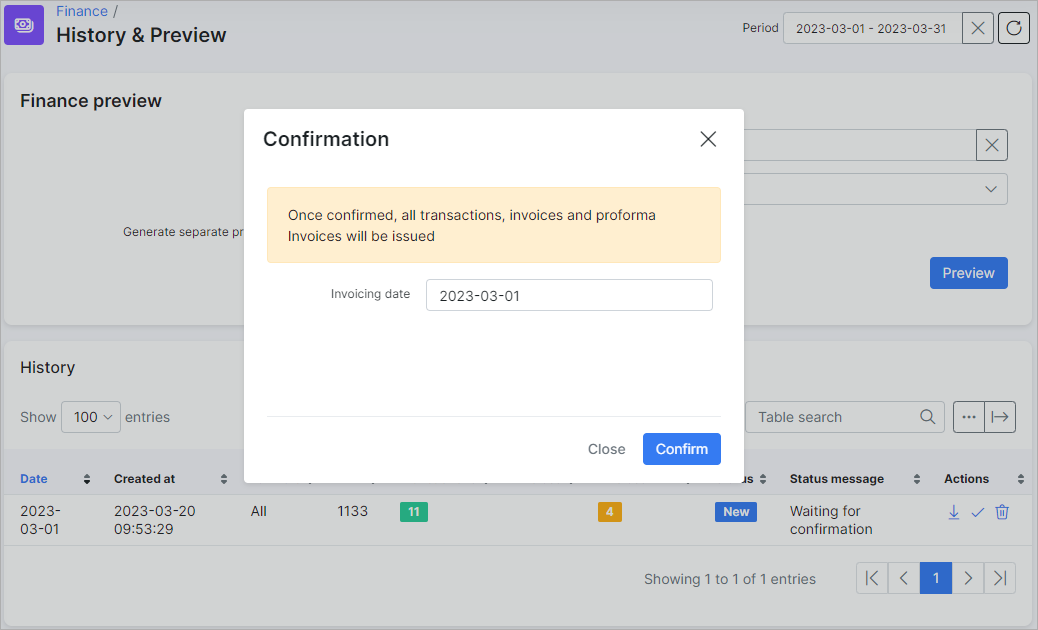 Finance /
History & Preview
Period
2023-03-01 - 2023-03-31
Finance preview
Confirmation
Once confirmed, all transactions, invoices and proforma
Invoices will be issued
Generate separate
Invoicing date
2023-03-01
Preview
History
Show 100 entries
Table search
Close
Confirm
Date
Created at
Status message
Actions
2023-
03-01
2023-03-20
09:53:29
All
1133
11
4
New
Waiting for
confirmation
Showing 1 to 1 of 1 entries
1